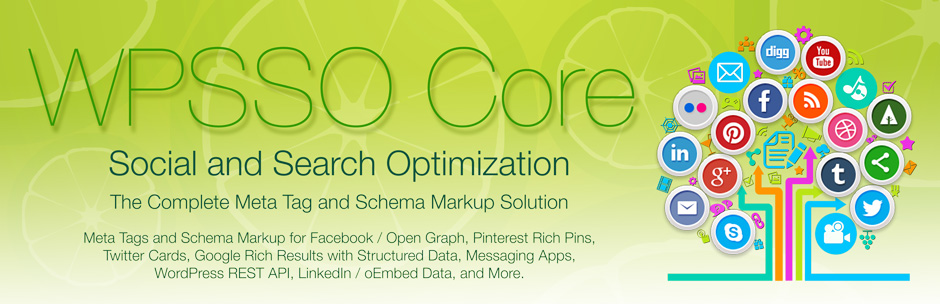 WPSSO Core
Social and Search Optimization
The Complete Meta Tag and Schema Markup Solution
Meta Tags and Schema Markup for Facebook / Open Graph, Pinterest Rich Pins,
Twitter Cards, Google Rich Results with Structured Data, Messaging Apps,
WordPress REST API, LinkedIn / oEmbed Data, and More.
digg
You
Tube
f
in
g+
t